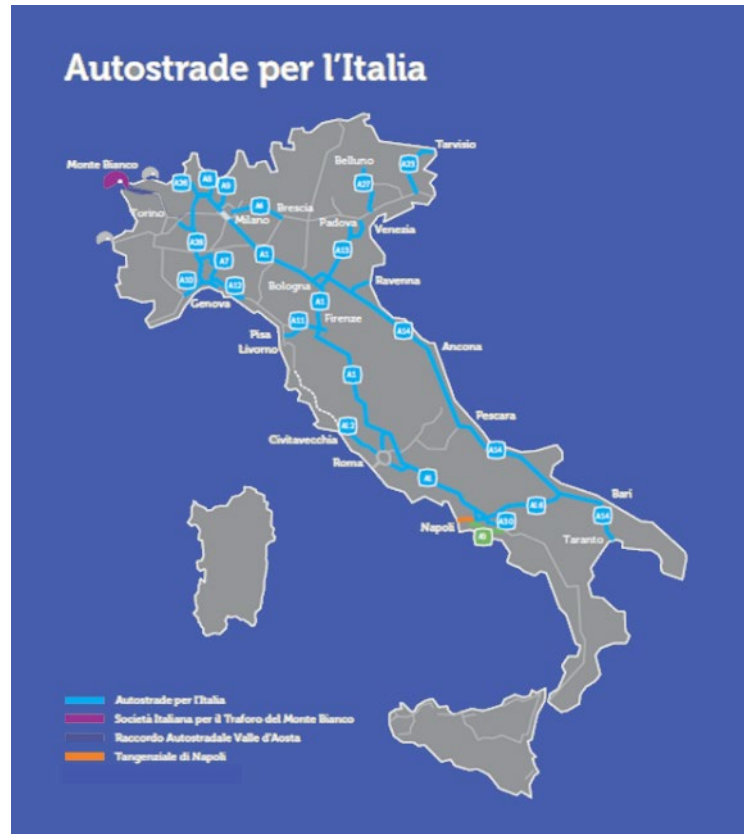 Autostrade per l'Italia
Tarvisio
Monte Bianco
Belluno
A26
A8
A9
A23
A27
Torino
A4
Brescia
Milano
Padova
Venezia
A26
A7
A1
A13
A10
A12
Bologna
Ravenna
Genova
A1
A11
Firenze
A14
Pisa
Livorno
Ancona
A1
Pescara
A12
Civitavecchia
A14
Roma
A1
A16
Bari
Napoli
A30
A14
Taranto
Autostrade per l'Italia
Società Italiana per il Traforo del Monte Bianco
Raccordo Autostradale Valle d'Aosta
Tangenziale di Napoli